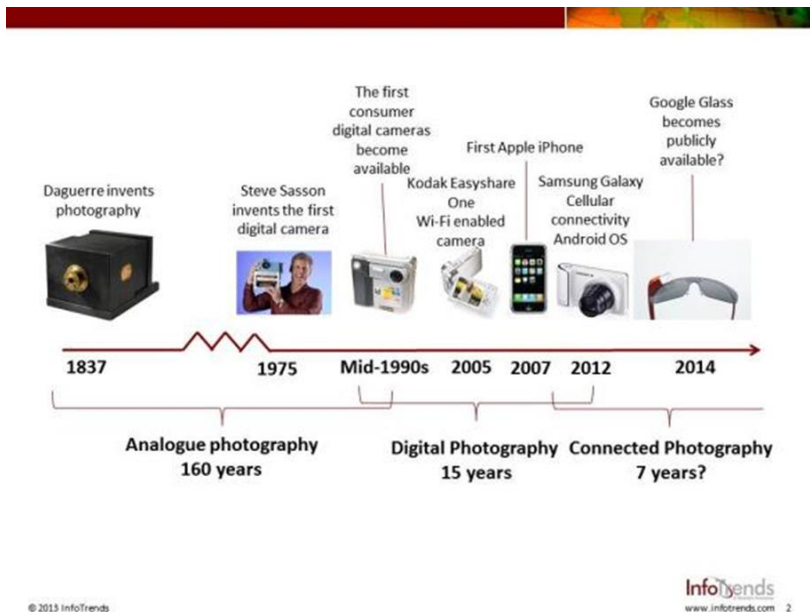 Daguerre invents
photography
Steve Sasson
invents the first
digital camera
The first
consumer
digital cameras
become
available
Kodak Easyshare
One
Wi-Fi enabled
camera
First Apple iPhone
Samsung Galaxy
Cellular
connectivity
Android OS
Google Glass
becomes
publicly
available?
1837
1975
Mid-1990s
2005
2007
2012
2014
Analogue photography
160 years
Digital Photography
15 years
Connected Photography
7 years?
© 2013 InfoTrends
InfoTrends
www.infotrends.com 2